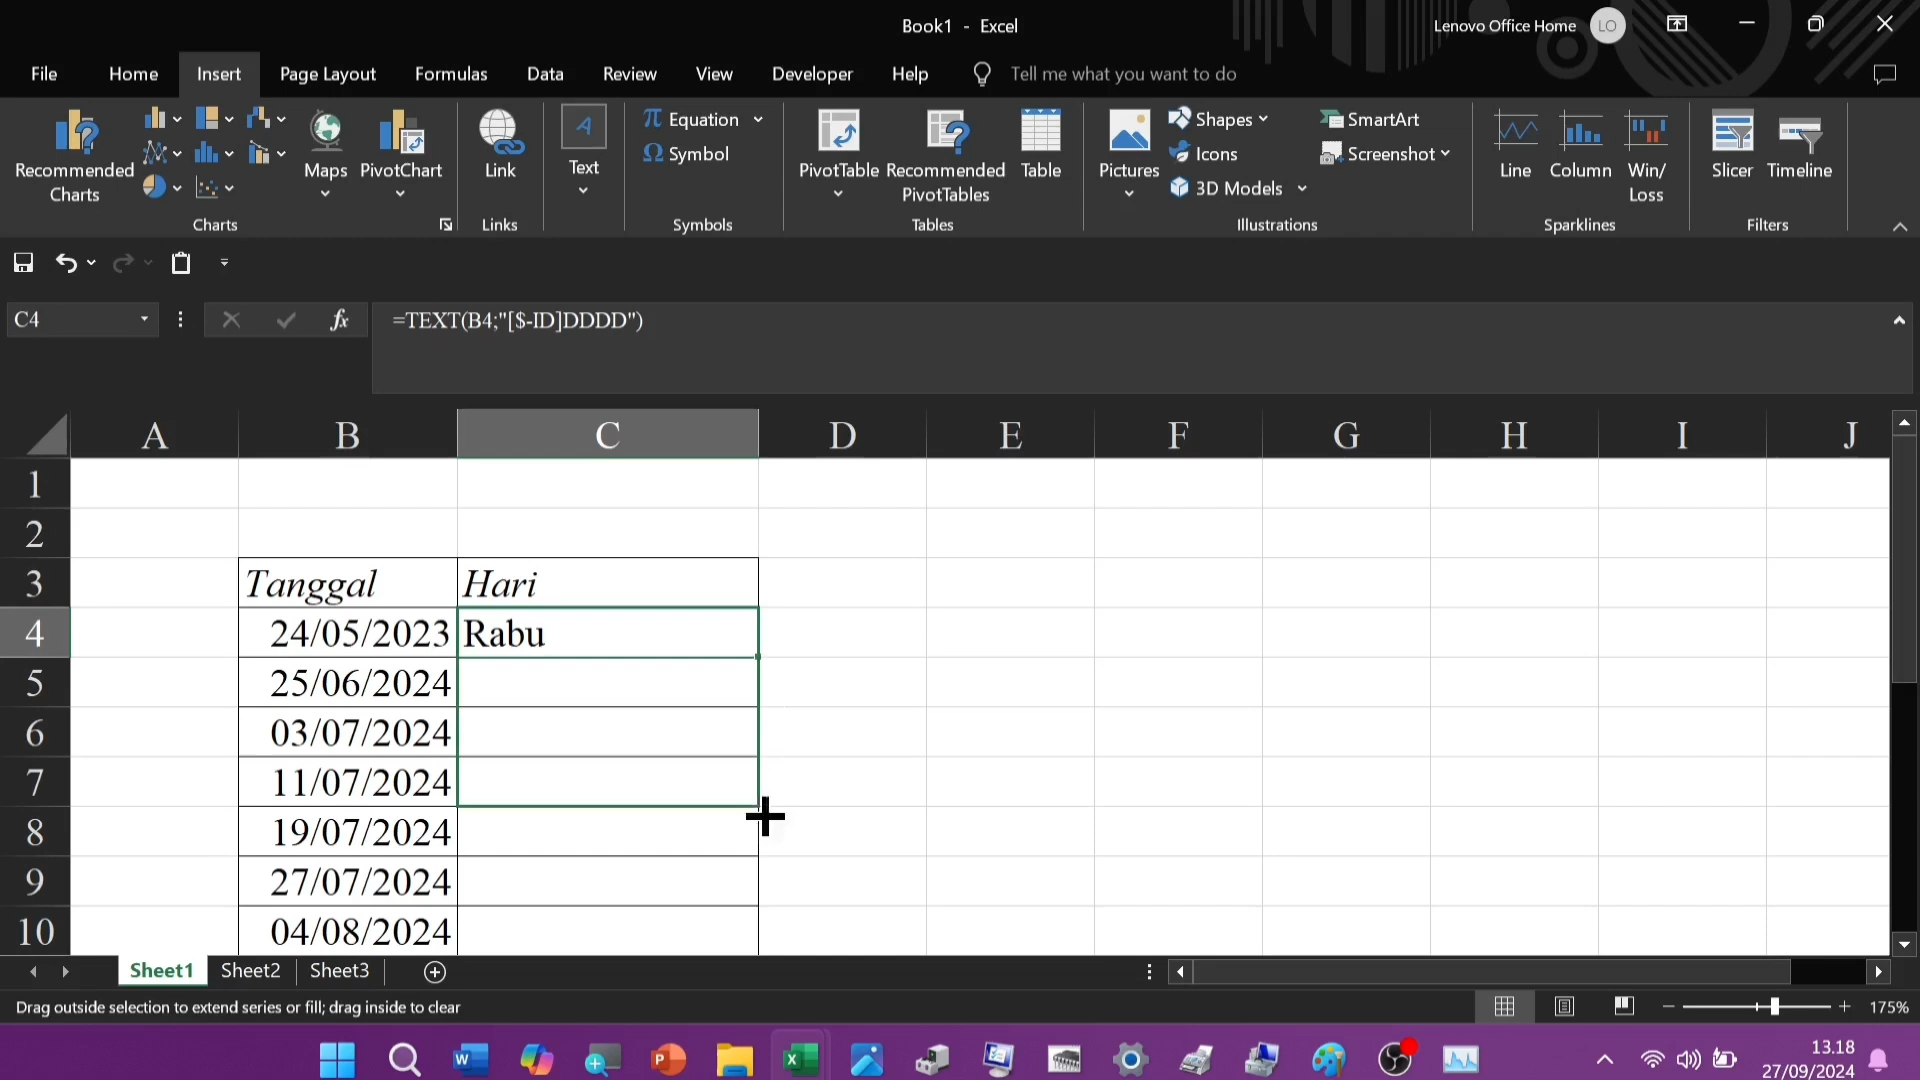 Book1 - Excel
Lenovo Office Home
LO
File Home Insert Page Layout Formulas Data Review View Developer Help Tell me what you want to do
Recommended Charts
Maps
PivotChart
Charts
Link
Links
Text
Equation
Symbol
Symbols
PivotTable
Recommended PivotTables
Table
Tables
Pictures
Shapes
Icons
3D Models
SmartArt
Screenshot
Illustrations
Line
Column
Win/ Loss
Sparklines
Slicer
Timeline
Filters
C4
fx
=TEXT(B4;"[$-ID]DDDD")
A B C D E F G H I J
1
2
3 Tanggal Hari
4 24/05/2023 Rabu
5 25/06/2024
6 03/07/2024
7 11/07/2024
8 19/07/2024
9 27/07/2024
10 04/08/2024
Sheet1 Sheet2 Sheet3
Drag outside selection to extend series or fill; drag inside to clear
175%
13.18
27/09/2024